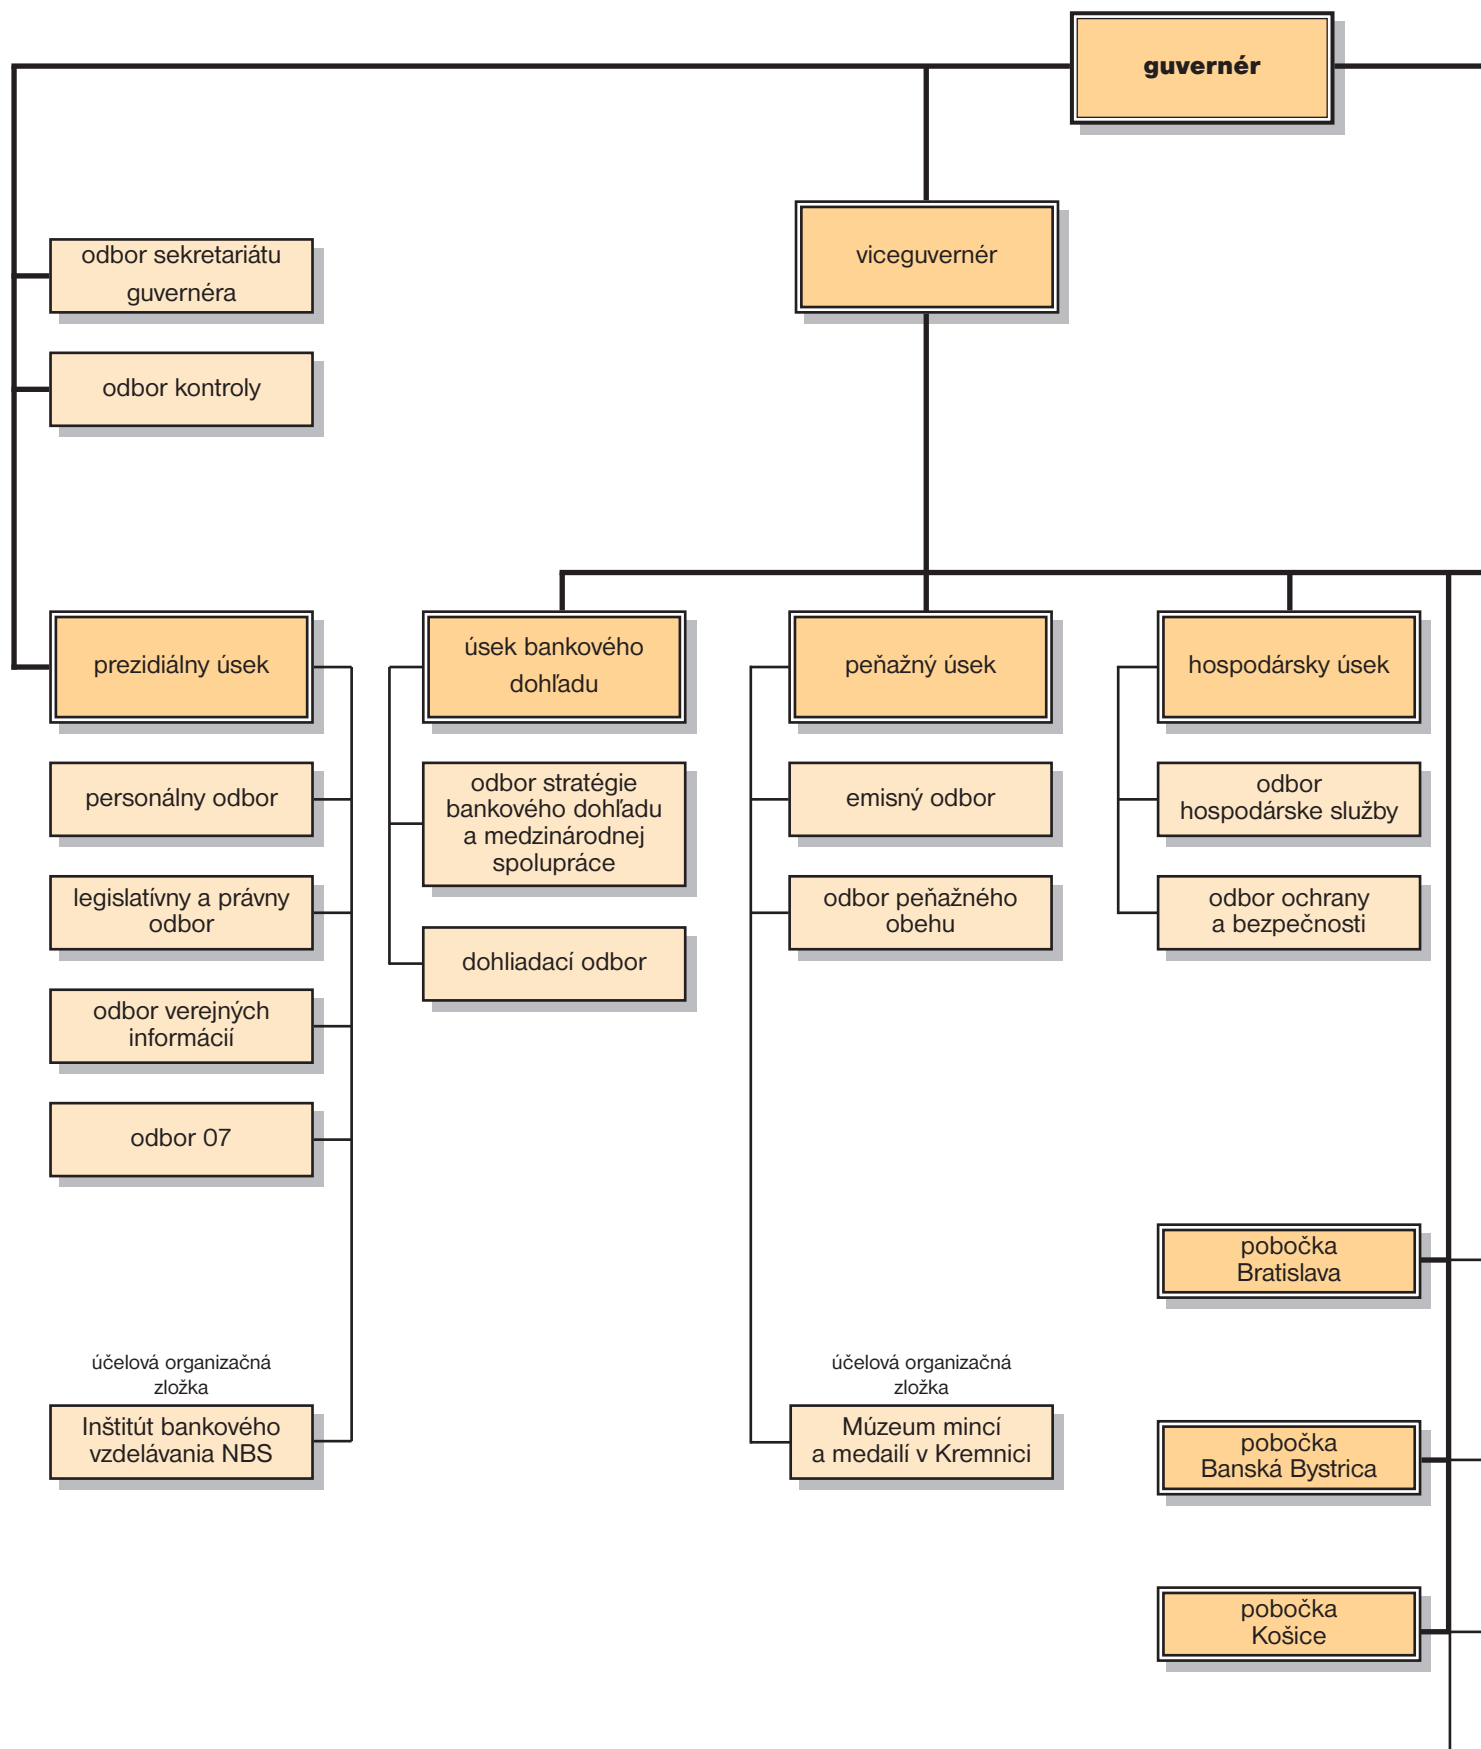 guvernér
viceguvernér
odbor sekretariátu
guvernéra
odbor kontroly
prezidiálny úsek
úsek bankového
dohľadu
peňažný úsek
hospodársky úsek
personálny odbor
odbor stratégie
bankového dohľadu
a medzinárodnej
spolupráce
emisný odbor
odbor
hospodárske služby
legislatívny a právny
odbor
odbor peňažného
obehu
odbor ochrany
a bezpečnosti
dohliadací odbor
odbor verejných
informácií
odbor 07
pobočka
Bratislava
účelová organizačná
zložka
Inštitút bankového
vzdelávania NBS
účelová organizačná
zložka
Múzeum mincí
a medailí v Kremnici
pobočka
Banská Bystrica
pobočka
Košice